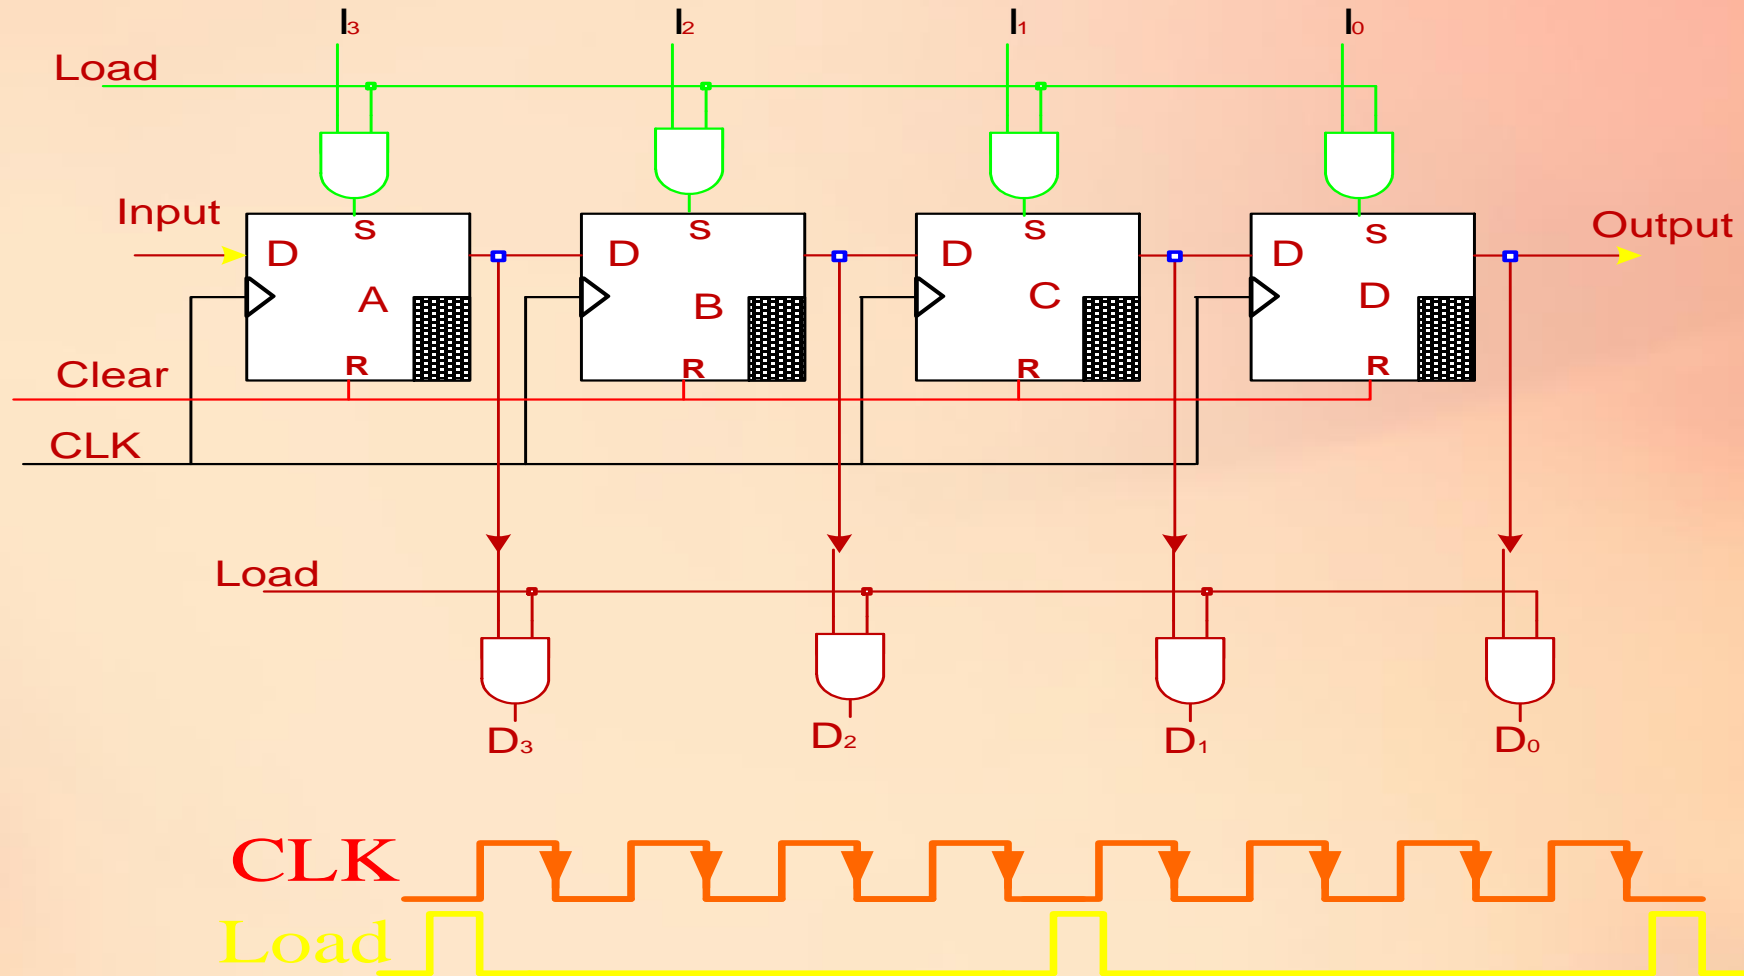 I3 I2 I1 I0
Load
Input S S S S Output
D D D D
A B C D
R R R R
Clear
CLK
Load
D3 D2 D1 D0
CLK
Load